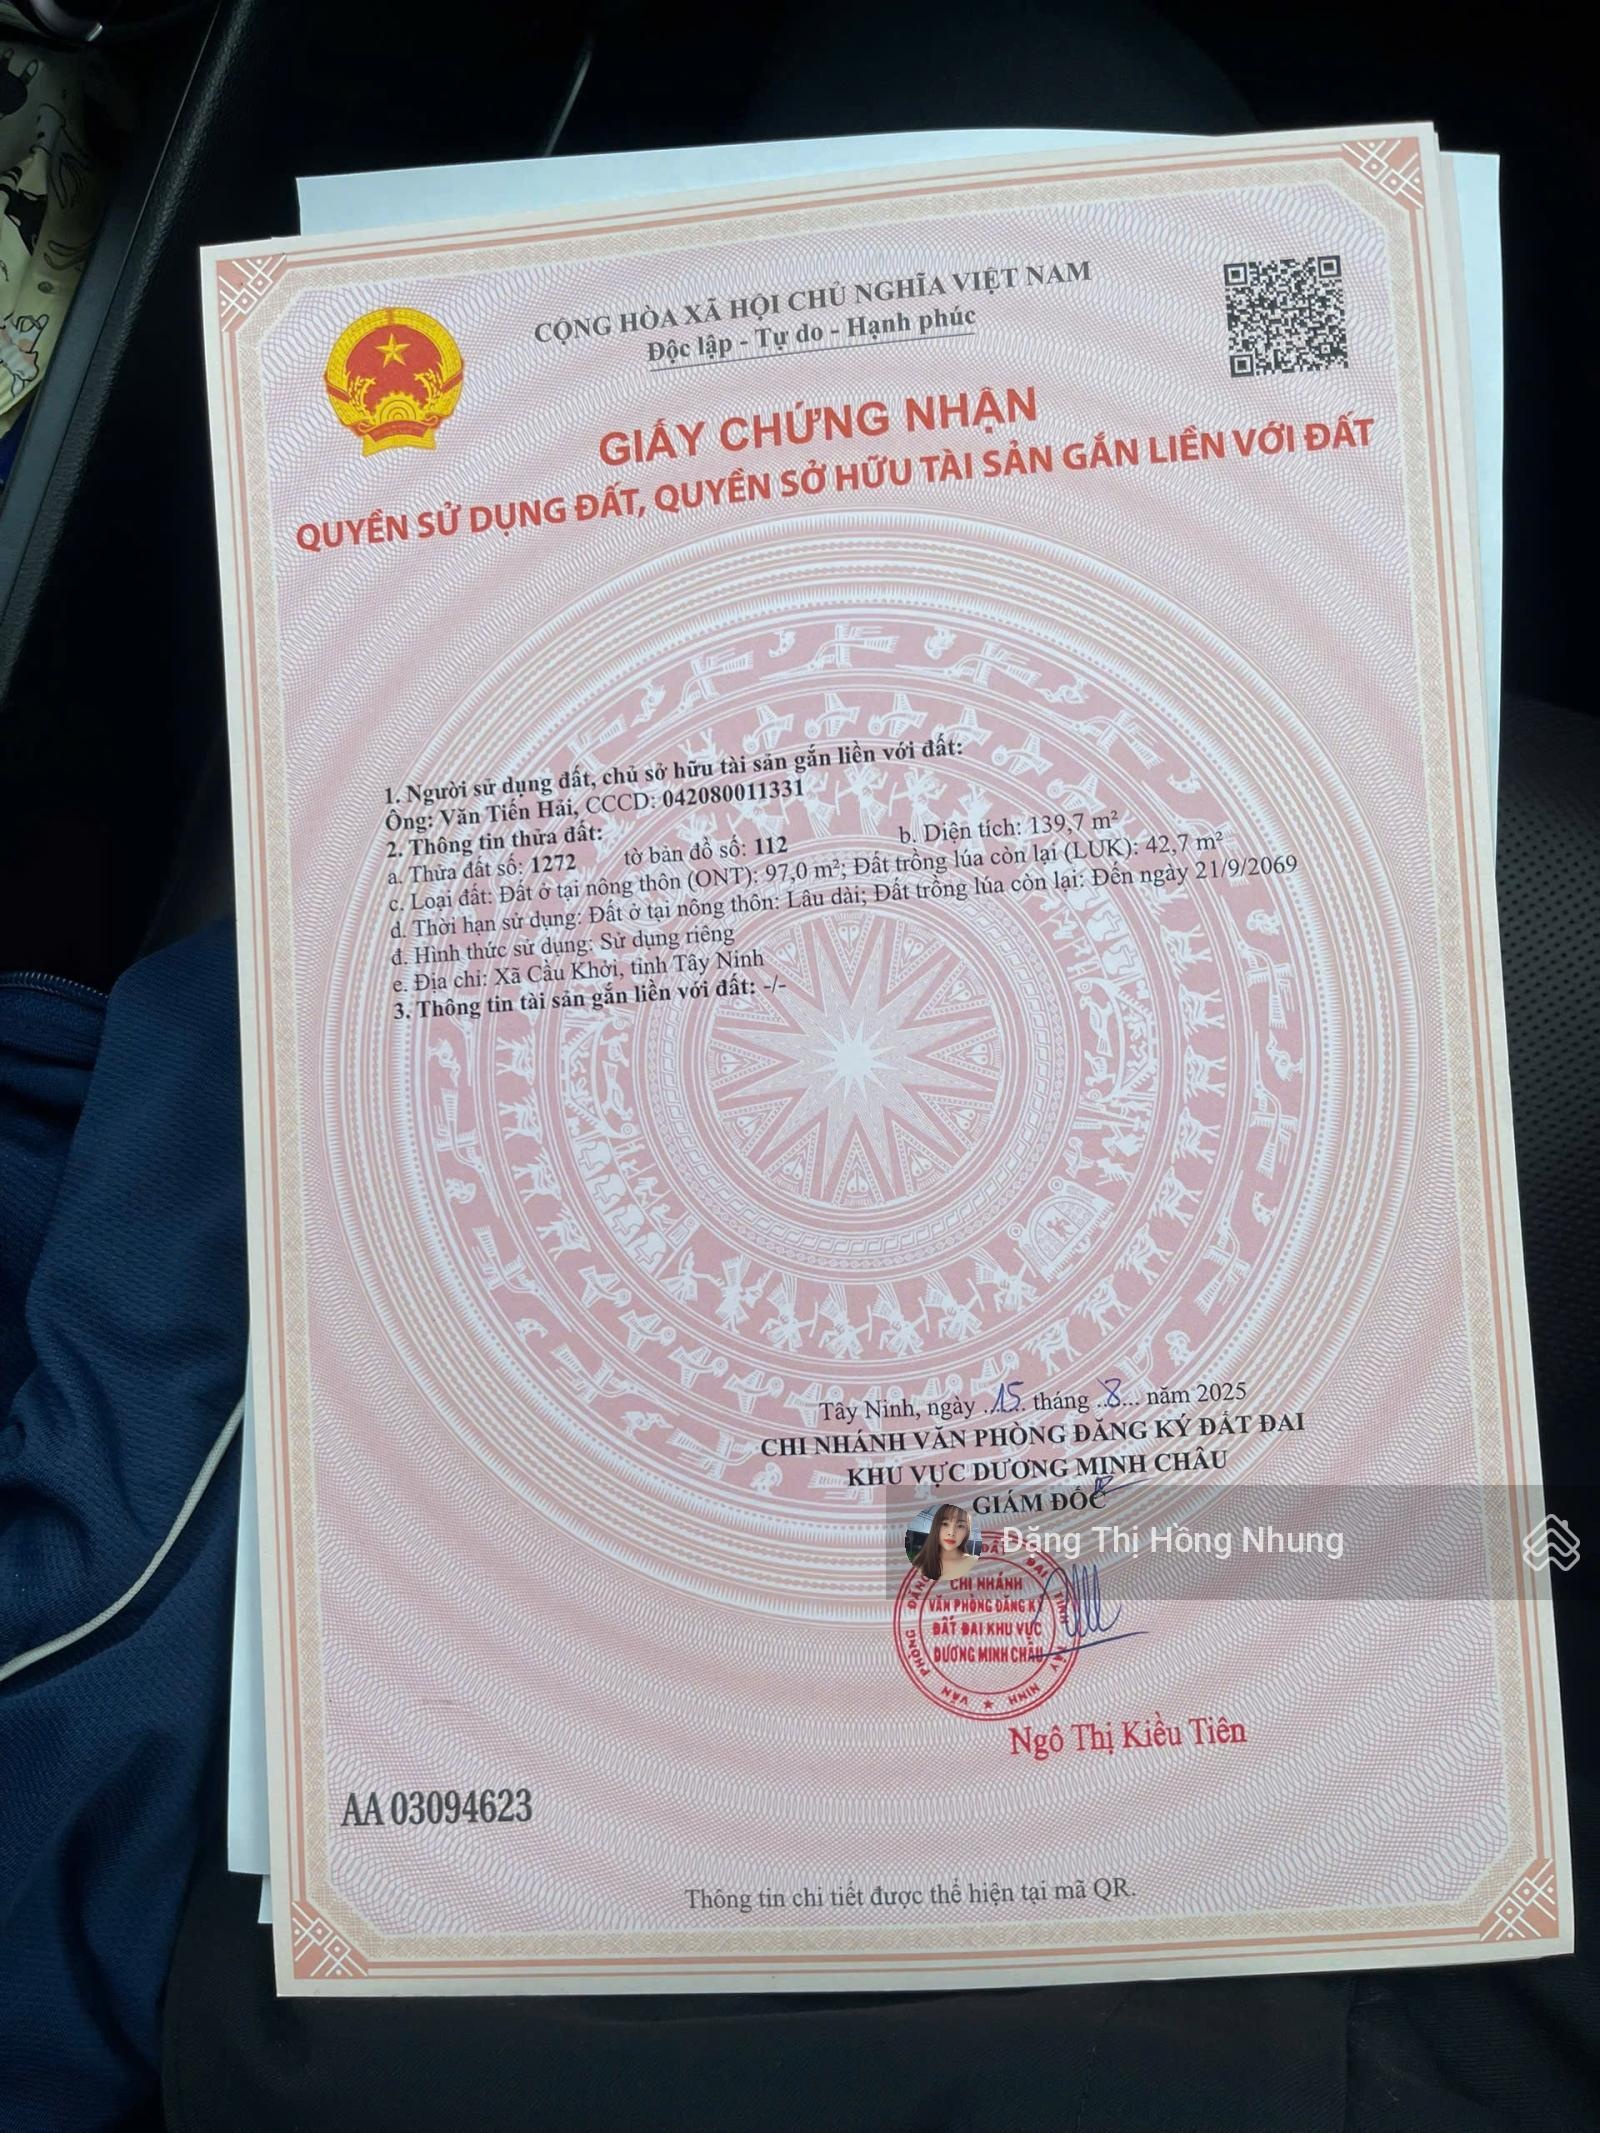 CỘNG HÒA XÃ HỘI CHỦ NGHĨA VIỆT NAM
Độc lập - Tự do - Hạnh phúc
GIẤY CHỨNG NHẬN
QUYỀN SỬ DỤNG ĐẤT, QUYỀN SỞ HỮU TÀI SẢN GẮN LIỀN VỚI ĐẤT
1. Người sử dụng đất, chủ sở hữu tài sản gắn liền với đất:
Ông: Văn Tiến Hải, CCCD: 042080011331
2. Thông tin thửa đất:
a. Thửa đất số: 1272 tờ bản đồ số: 112 b. Diện tích: 139,7 m²
c. Loại đất: Đất ở tại nông thôn (ONT): 97,0 m²; Đất trồng lúa còn lại (LUK): 42,7 m²
d. Thời hạn sử dụng: Đất ở tại nông thôn: Lâu dài; Đất trồng lúa còn lại: Đến ngày 21/9/2069
đ. Hình thức sử dụng: Sử dụng riêng
e. Địa chỉ: Xã Cầu Khởi, tỉnh Tây Ninh
3. Thông tin tài sản gắn liền với đất: -/-
Tây Ninh, ngày 15 tháng 8 năm 2025
CHI NHÁNH VĂN PHÒNG ĐĂNG KÝ ĐẤT ĐAI
KHU VỰC DƯƠNG MINH CHÂU
GIÁM ĐỐC
Đặng Thị Hồng Nhung
VĂN PHÒNG ĐĂNG ĐẤT ĐAI TỈNH TÂY NINH
CHI NHÁNH
VĂN PHÒNG ĐĂNG KÝ
ĐẤT ĐAI KHU VỰC
DƯƠNG MINH CHÂU
Ngô Thị Kiều Tiên
AA 03094623
Thông tin chi tiết được thể hiện tại mã QR.